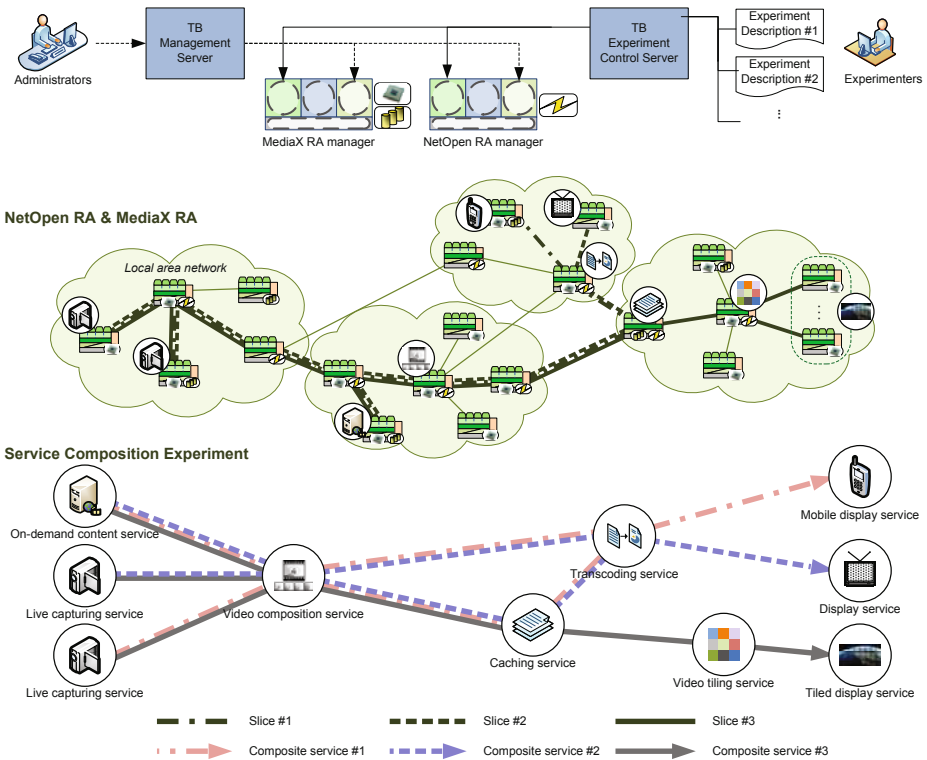 TB
Management
Server
TB
Experiment
Control Server
Experiment
Description #1
Experiment
Description #2
⋮
Administrators
Experimenters
MediaX RA manager
NetOpen RA manager
NetOpen RA & MediaX RA
Local area network
Service Composition Experiment
On-demand content service
Mobile display service
Transcoding service
Live capturing service
Video composition service
Display service
Caching service
Live capturing service
Video tiling service
Tiled display service
Slice #1
Slice #2
Slice #3
Composite service #1
Composite service #2
Composite service #3